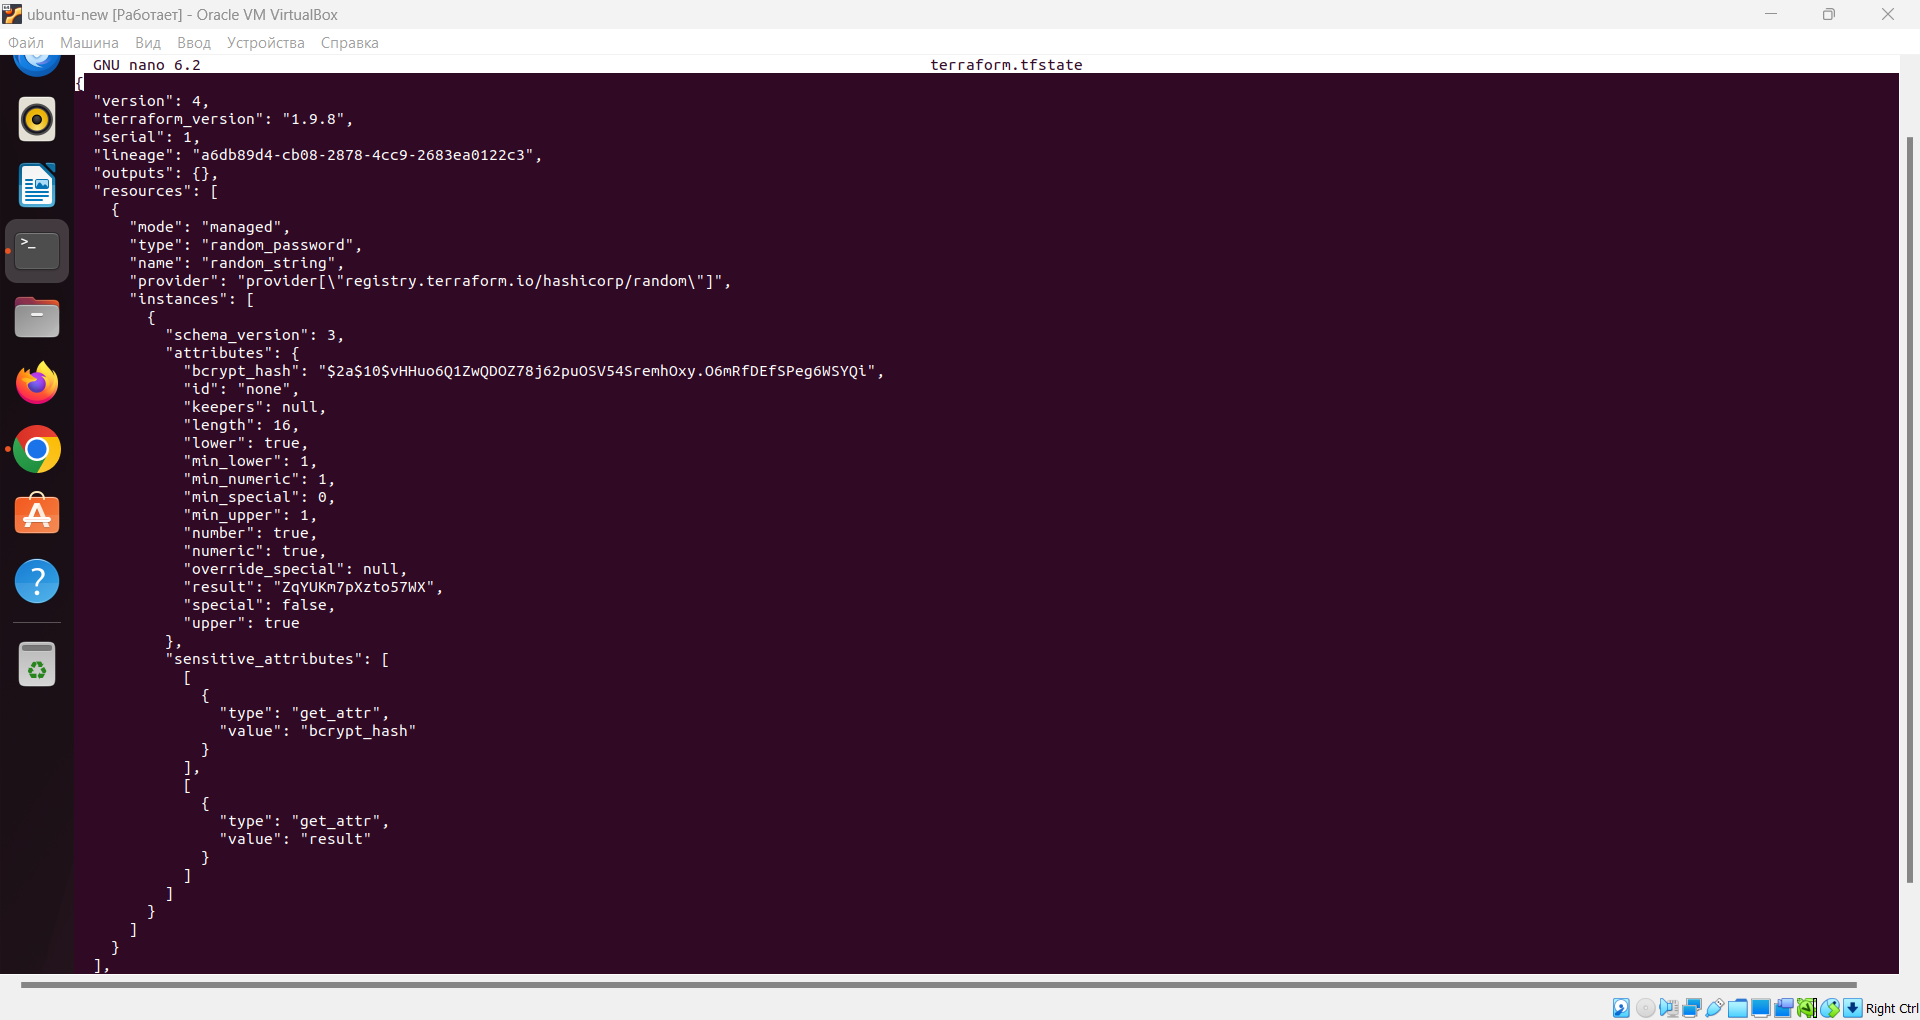 ubuntu-new [Работает] - Oracle VM VirtualBox
Файл Машина Вид Ввод Устройства Справка
GNU nano 6.2 terraform.tfstate
{
  "version": 4,
  "terraform_version": "1.9.8",
  "serial": 1,
  "lineage": "a6db89d4-cb08-2878-4cc9-2683ea0122c3",
  "outputs": {},
  "resources": [
    {
      "mode": "managed",
      "type": "random_password",
      "name": "random_string",
      "provider": "provider[\"registry.terraform.io/hashicorp/random\"]",
      "instances": [
        {
          "schema_version": 3,
          "attributes": {
            "bcrypt_hash": "$2a$10$vHHuo6Q1ZwQDOZ78j62puOSV54SremhOxy.O6mRfDEfSPeg6WSYQi",
            "id": "none",
            "keepers": null,
            "length": 16,
            "lower": true,
            "min_lower": 1,
            "min_numeric": 1,
            "min_special": 0,
            "min_upper": 1,
            "number": true,
            "numeric": true,
            "override_special": null,
            "result": "ZqYUKm7pXzto57WX",
            "special": false,
            "upper": true
          },
          "sensitive_attributes": [
            [
              {
                "type": "get_attr",
                "value": "bcrypt_hash"
              }
            ],
            [
              {
                "type": "get_attr",
                "value": "result"
              }
            ]
          ]
        }
      ]
    }
  ],
Right Ctrl